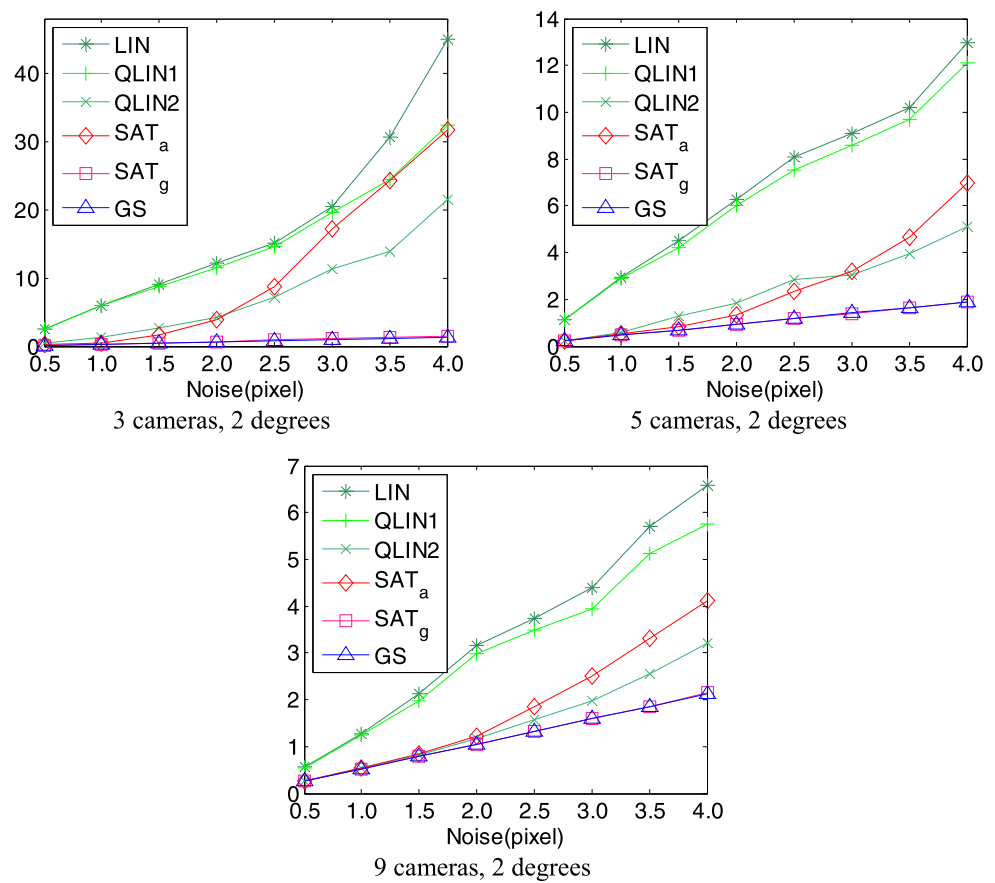 40
30
20
10
0
LIN
QLIN1
QLIN2
SATa
SATg
GS
0.5 1.0 1.5 2.0 2.5 3.0 3.5 4.0
Noise(pixel)
3 cameras, 2 degrees
14
12
10
8
6
4
2
0
LIN
QLIN1
QLIN2
SATa
SATg
GS
0.5 1.0 1.5 2.0 2.5 3.0 3.5 4.0
Noise(pixel)
5 cameras, 2 degrees
7
6
5
4
3
2
1
0
LIN
QLIN1
QLIN2
SATa
SATg
GS
0.5 1.0 1.5 2.0 2.5 3.0 3.5 4.0
Noise(pixel)
9 cameras, 2 degrees